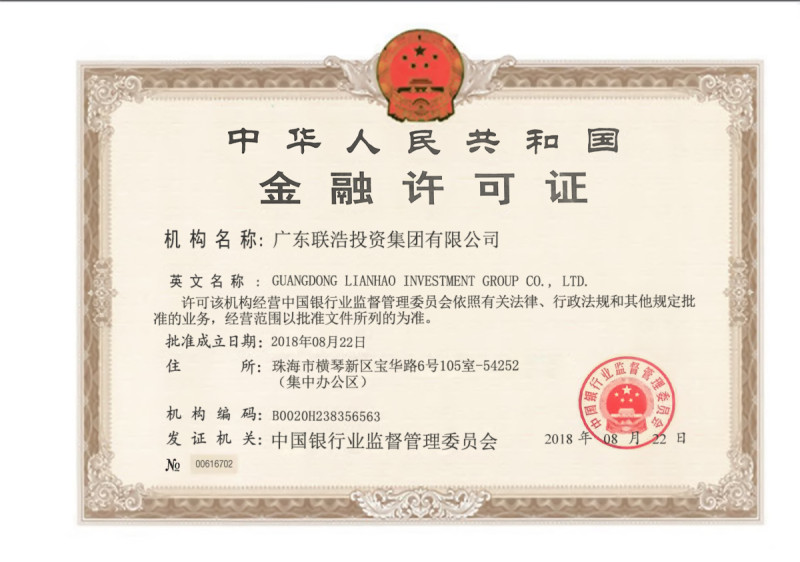 中华人民共和国
金融许可证
机构名称: 广东联浩投资集团有限公司
英文名称 : GUANGDONG LIANHAO INVESTMENT GROUP CO., LTD.
许可该机构经营中国银行业监督管理委员会依照有关法律、行政法规和其他规定批
准的业务，经营范围以批准文件所列的为准。
批准成立日期: 2018年08月22日
住 所: 珠海市横琴新区宝华路6号105室-54252
（集中办公区）
机构编码: B0020H238356563
发证机关: 中国银行业监督管理委员会
2018 年 08 月 22 日
中国银行业监督管理委员会
№ 00616702